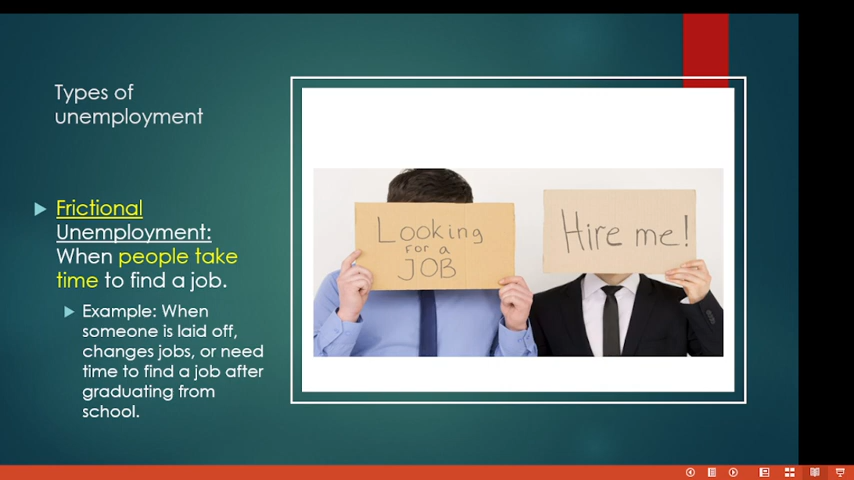 Types of
unemployment
Frictional
Unemployment:
When people take
time to find a job.
Example: When
someone is laid off,
changes jobs, or need
time to find a job after
graduating from
school.
Looking
FOR a
JOB
Hire me!